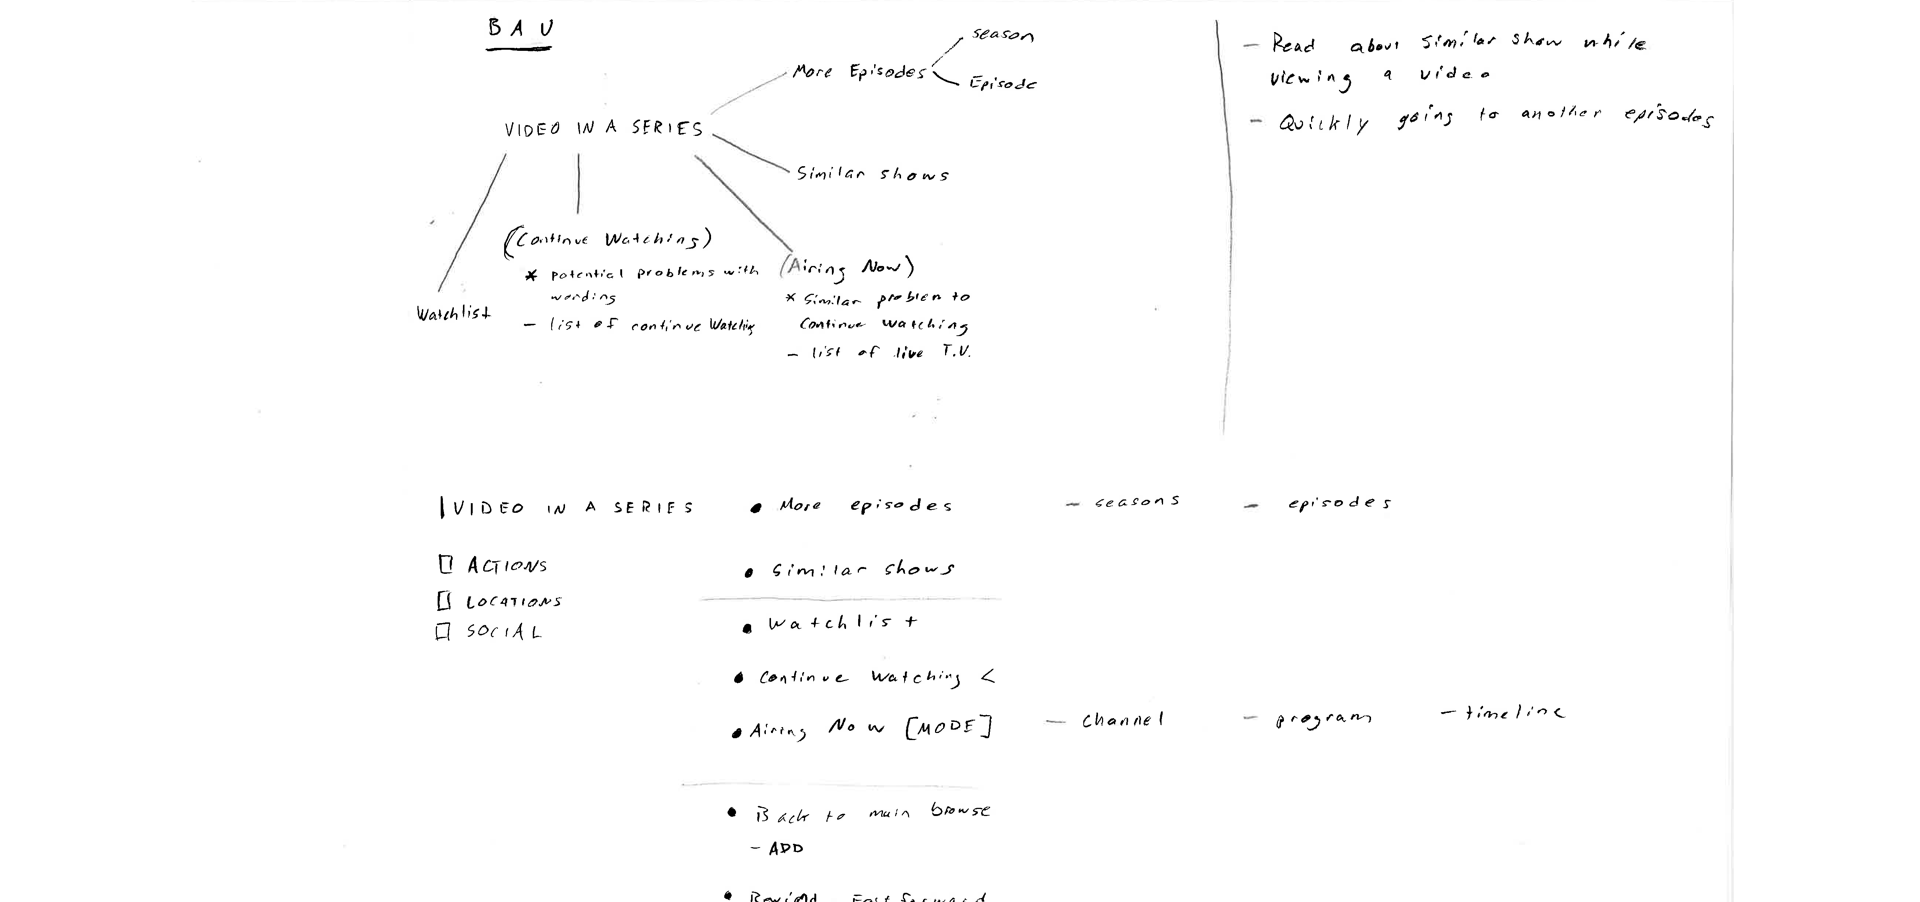 BAU
season
More Episodes
Episode
VIDEO IN A SERIES
Similar shows
(Continue Watching)
* potential problems with
wording
- list of continue Watching
(Airing Now)
* Similar problem to
Continue watching
- list of live T.V.
Watchlist
- Read about similar show while
viewing a video
- Quickly going to another episodes
VIDEO IN A SERIES
ACTIONS
LOCATIONS
SOCIAL
• More episodes - seasons - episodes
• Similar shows
• Watchlist
• Continue Watching <
• Airing Now [MODE] - channel - program - timeline
• Back to main browse
- ADD
• Rewind Fast forward